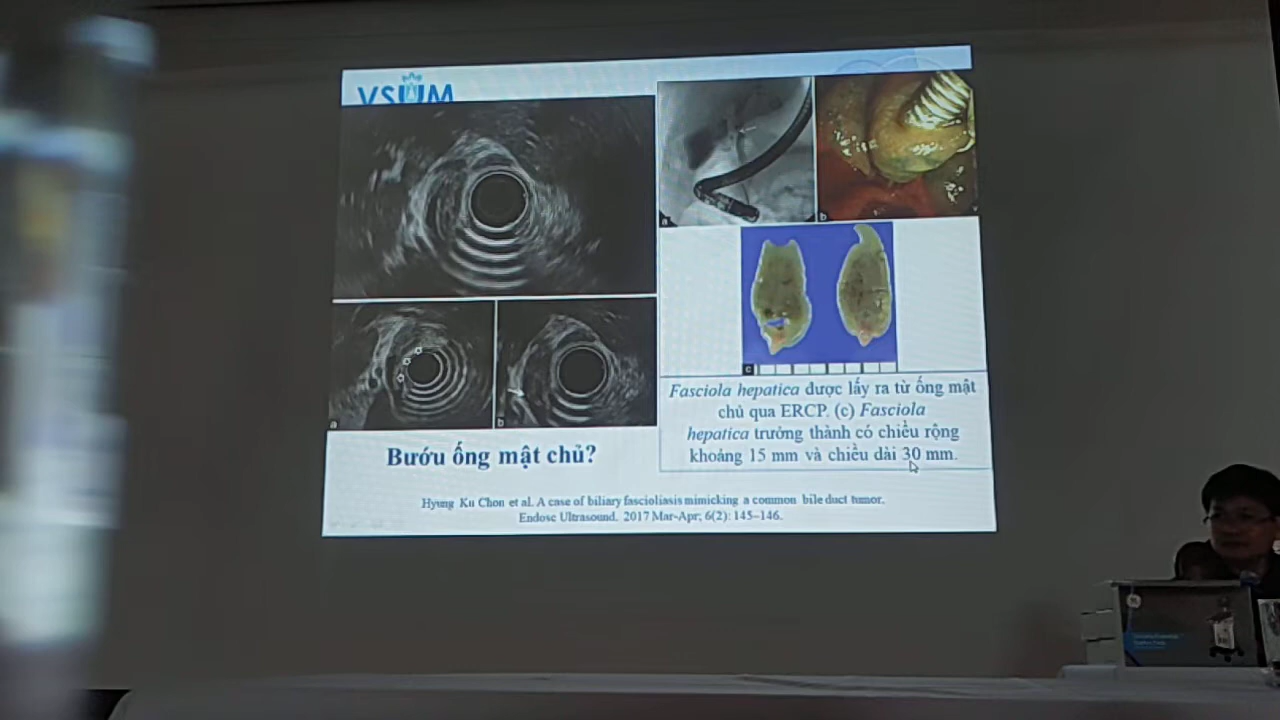 VSUM
a
b
a
b
c
Fasciola hepatica được lấy ra từ ống mật
chủ qua ERCP. (c) Fasciola
hepatica trưởng thành có chiều rộng
khoảng 15 mm và chiều dài 30 mm.
Bướu ống mật chủ?
Hyung Ku Chon et al. A case of biliary fascioliasis mimicking a common bile duct tumor.
Endosc Ultrasound. 2017 Mar-Apr; 6(2): 145–146.